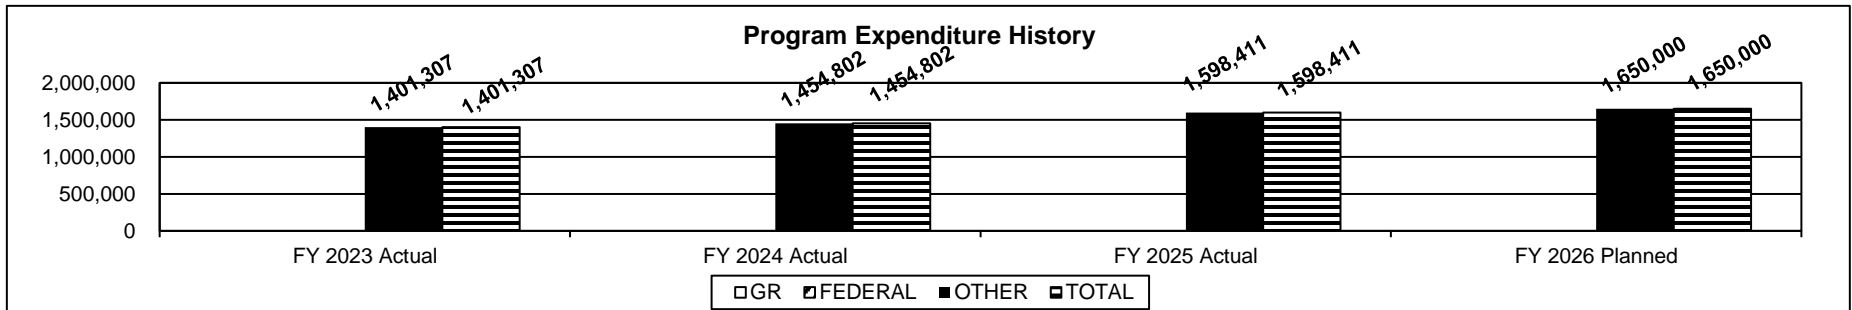 Program Expenditure History
1,401,307 1,401,307 1,454,802 1,454,802 1,598,411 1,598,411 1,650,000 1,650,000
2,000,000
1,500,000
1,000,000
500,000
0
FY 2023 Actual FY 2024 Actual FY 2025 Actual FY 2026 Planned
GR FEDERAL OTHER TOTAL